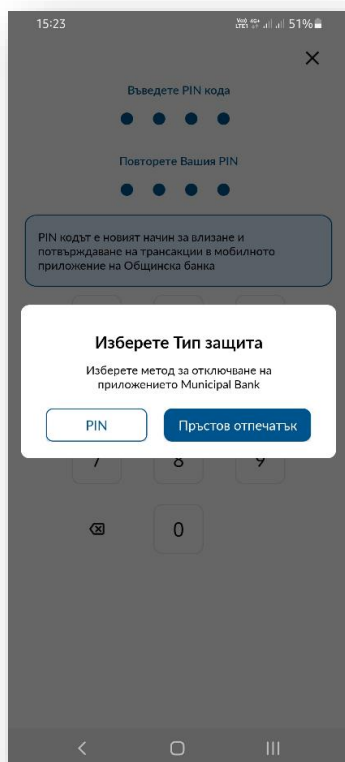 15:23
51%
Въведете PIN кода
Повторете Вашия PIN
PIN кодът е новият начин за влизане и
потвърждаване на трансакции в мобилното
приложение на Общинска банка
Изберете Тип защита
Изберете метод за отключване на
приложението Municipal Bank
PIN Пръстов отпечатък
7 8 9
0